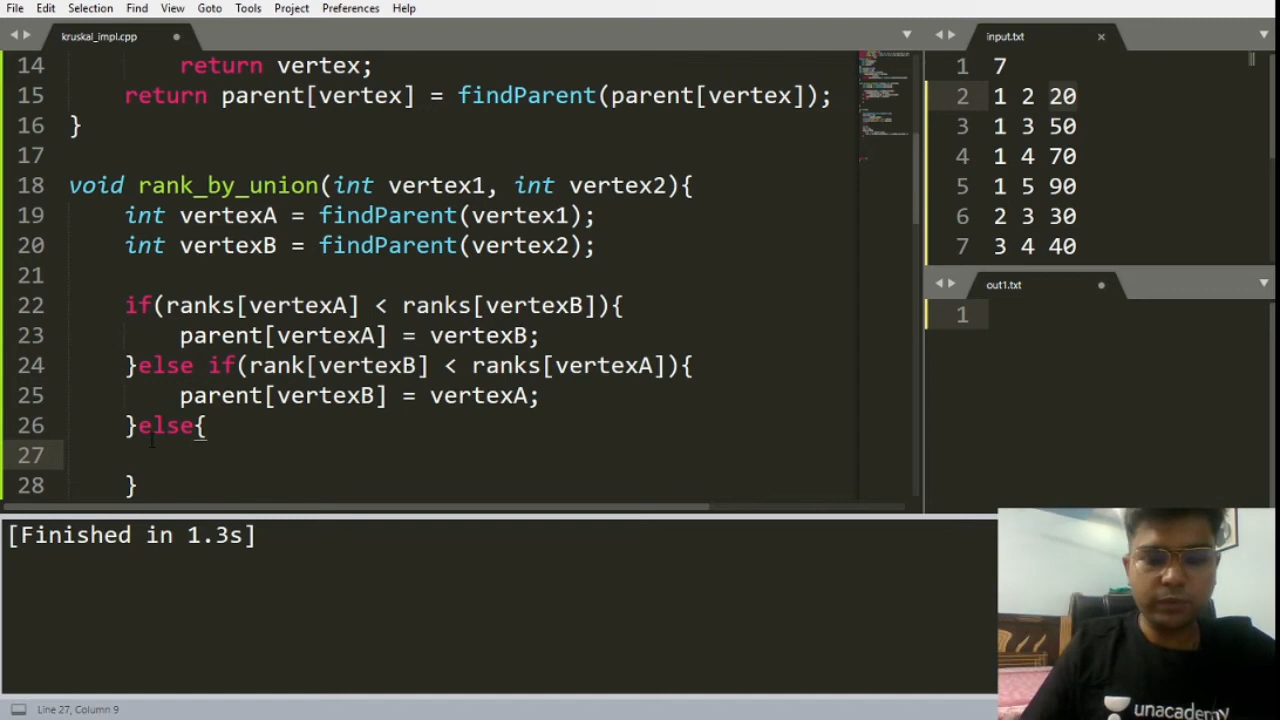 File Edit Selection Find View Goto Tools Project Preferences Help
kruskal_impl.cpp
14 return vertex;
15 return parent[vertex] = findParent(parent[vertex]);
16 }
17
18 void rank_by_union(int vertex1, int vertex2){
19 int vertexA = findParent(vertex1);
20 int vertexB = findParent(vertex2);
21
22 if(ranks[vertexA] < ranks[vertexB]){
23 parent[vertexA] = vertexB;
24 }else if(rank[vertexB] < ranks[vertexA]){
25 parent[vertexB] = vertexA;
26 }else{
27
28 }
input.txt
1 7
2 1 2 20
3 1 3 50
4 1 4 70
5 1 5 90
6 2 3 30
7 3 4 40
out1.txt
1
[Finished in 1.3s]
unacademy
Line 27, Column 9